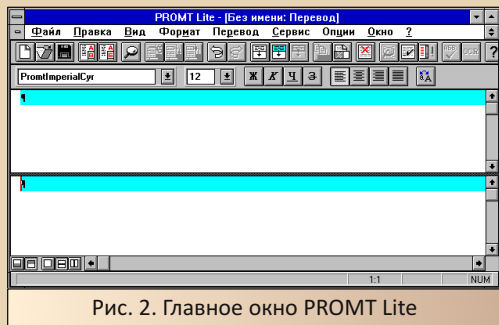 PROMT Lite - [Без имени: Перевод]
Файл Правка Вид Формат Перевод Сервис Опции Окно ?
PromtImperialCyr 12 Ж К Ч З
¶
¶
1:1 NUM
Рис. 2. Главное окно PROMT Lite